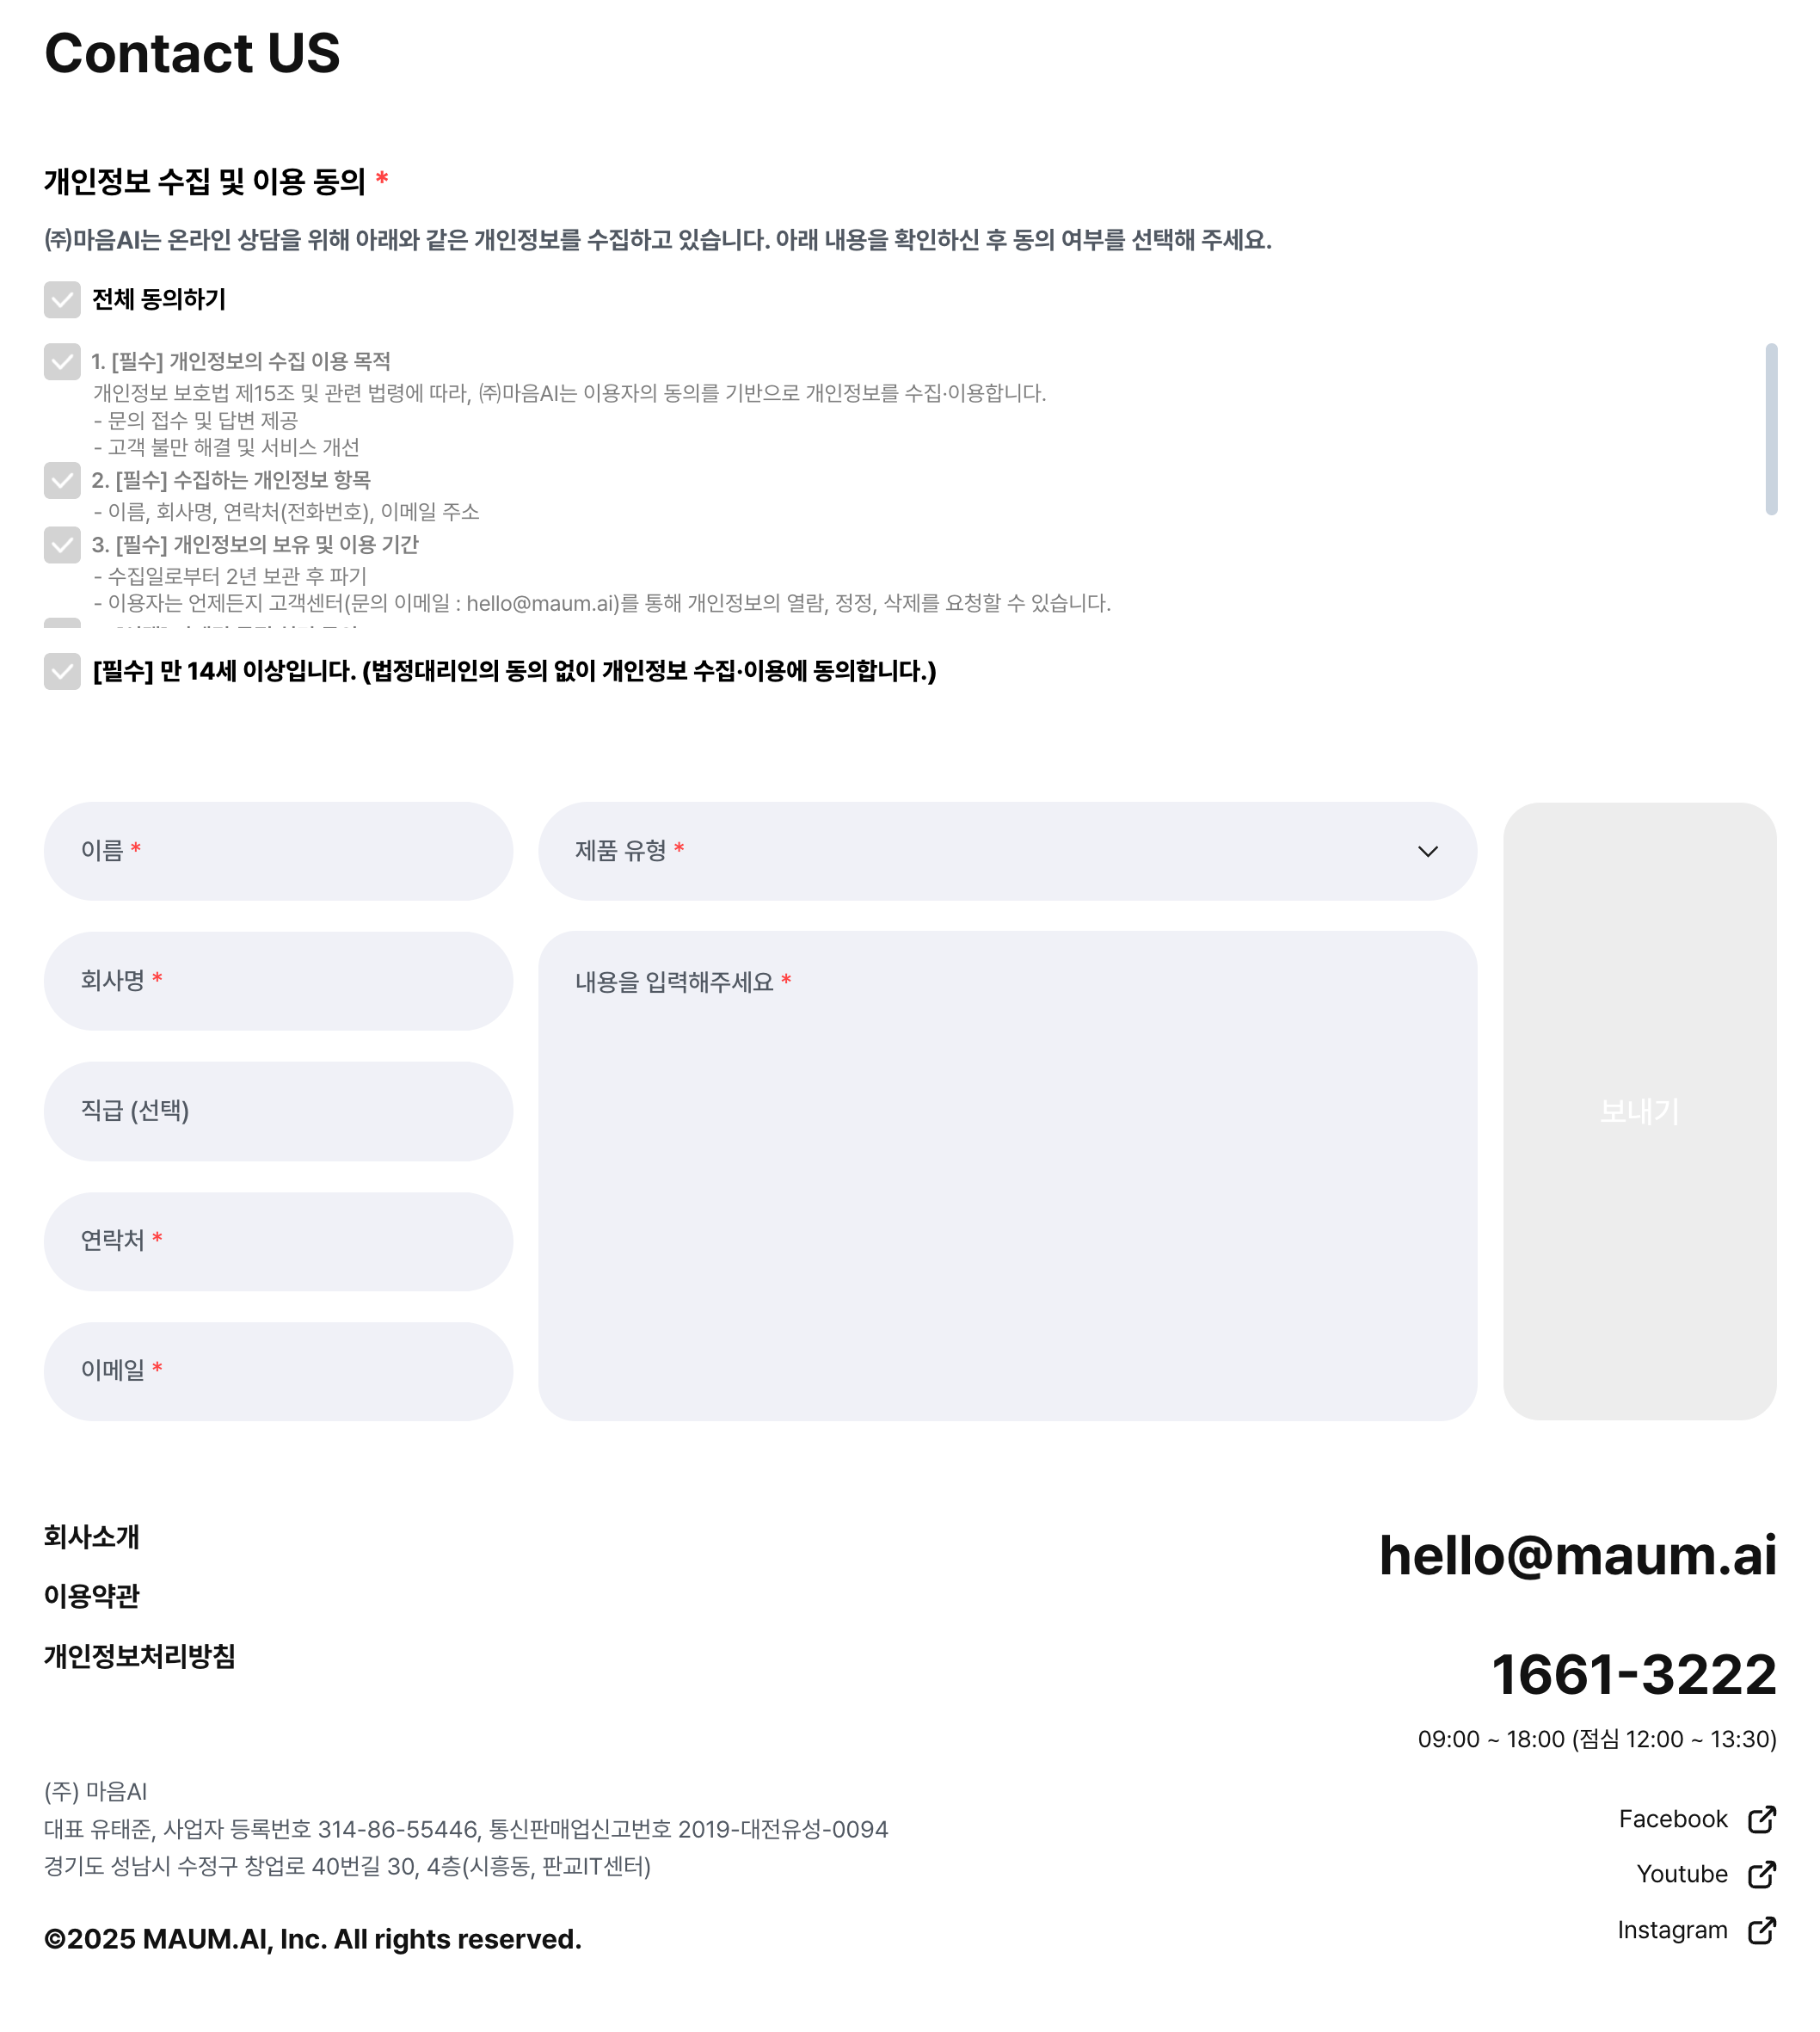 Contact US
개인정보 수집 및 이용 동의 *
㈜마음AI는 온라인 상담을 위해 아래와 같은 개인정보를 수집하고 있습니다. 아래 내용을 확인하신 후 동의 여부를 선택해 주세요.
전체 동의하기
1. [필수] 개인정보의 수집 이용 목적
개인정보 보호법 제15조 및 관련 법령에 따라, ㈜마음AI는 이용자의 동의를 기반으로 개인정보를 수집·이용합니다.
- 문의 접수 및 답변 제공
- 고객 불만 해결 및 서비스 개선
2. [필수] 수집하는 개인정보 항목
- 이름, 회사명, 연락처(전화번호), 이메일 주소
3. [필수] 개인정보의 보유 및 이용 기간
- 수집일로부터 2년 보관 후 파기
- 이용자는 언제든지 고객센터(문의 이메일 : hello@maum.ai)를 통해 개인정보의 열람, 정정, 삭제를 요청할 수 있습니다.
[필수] 만 14세 이상입니다. (법정대리인의 동의 없이 개인정보 수집·이용에 동의합니다.)
이름 *
제품 유형 *
회사명 *
내용을 입력해주세요 *
직급 (선택)
연락처 *
이메일 *
보내기
회사소개
이용약관
개인정보처리방침
hello@maum.ai
1661-3222
09:00 ~ 18:00 (점심 12:00 ~ 13:30)
(주) 마음AI
대표 유태준, 사업자 등록번호 314-86-55446, 통신판매업신고번호 2019-대전유성-0094
경기도 성남시 수정구 창업로 40번길 30, 4층(시흥동, 판교IT센터)
©2025 MAUM.AI, Inc. All rights reserved.
Facebook
Youtube
Instagram